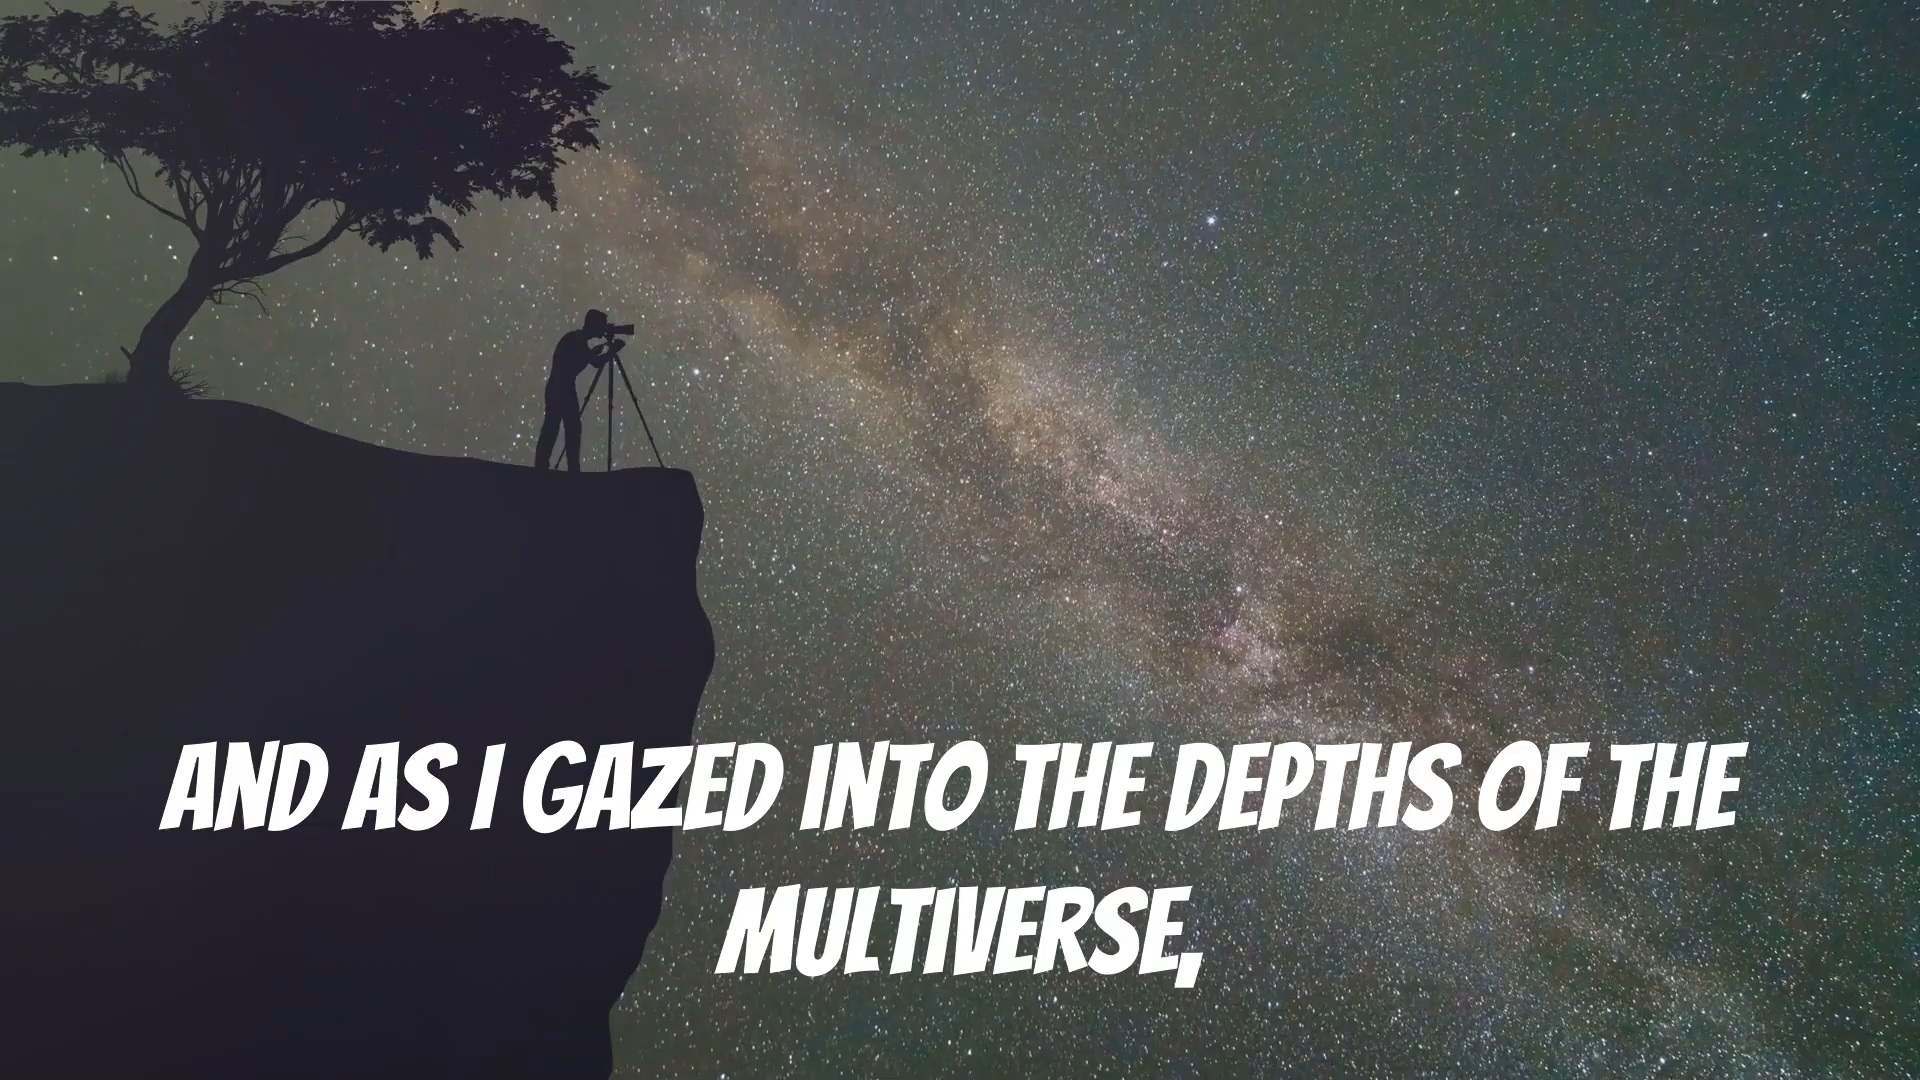 AND AS I GAZED INTO THE DEPTHS OF THE
MULTIVERSE,